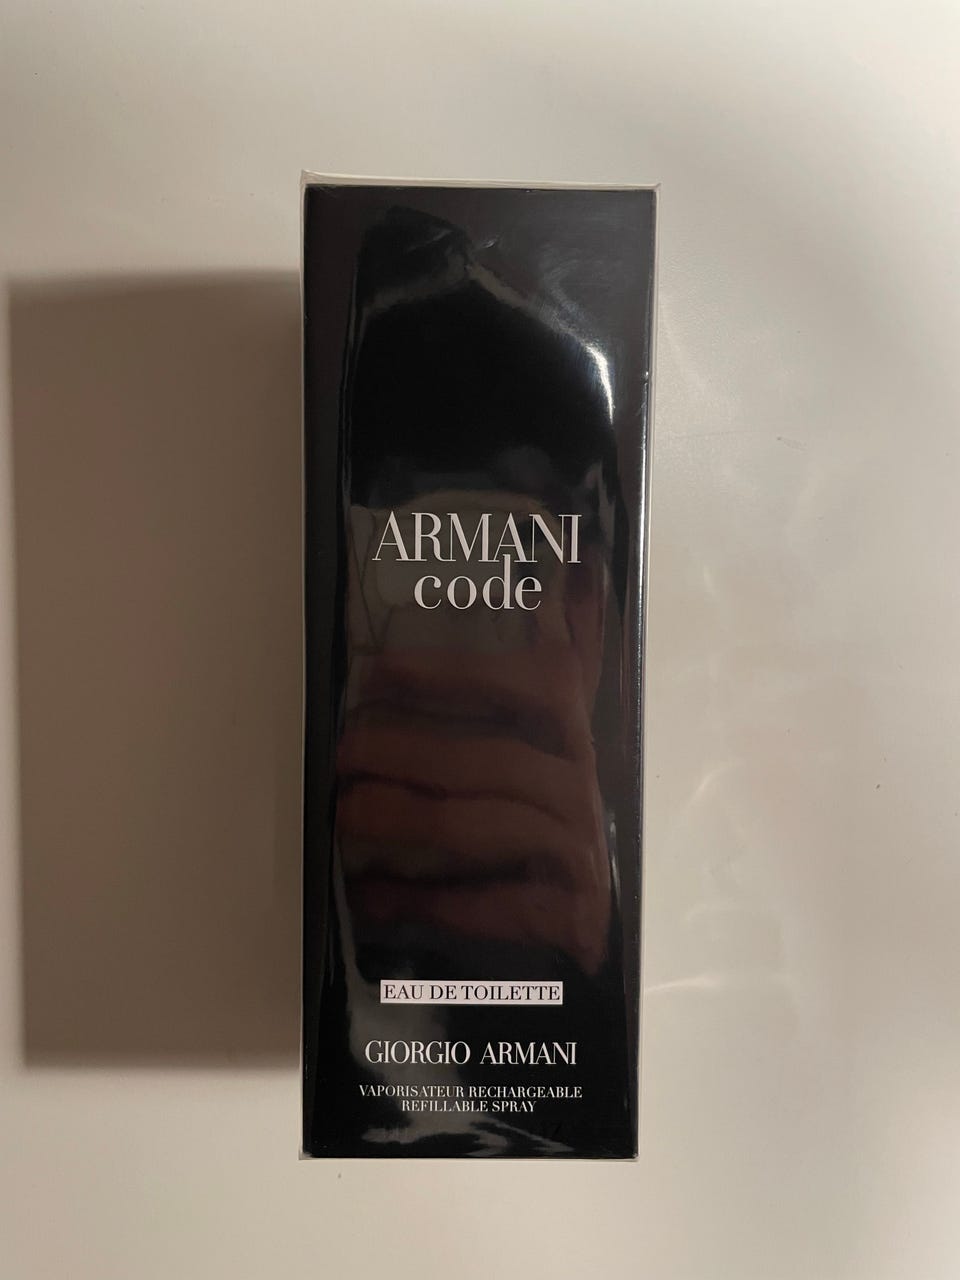 ARMANI
code
EAU DE TOILETTE
GIORGIO ARMANI
VAPORISATEUR RECHARGEABLE
REFILLABLE SPRAY